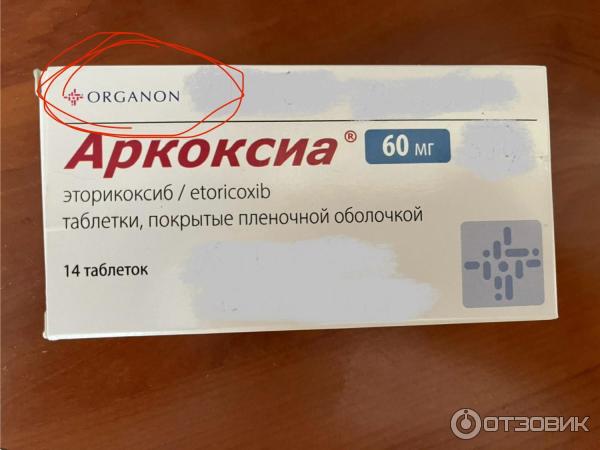 ORGANON
Аркоксиа® 60 мг
эторикоксиб / etoricoxib
таблетки, покрытые пленочной оболочкой
14 таблеток
ОТЗОВИК